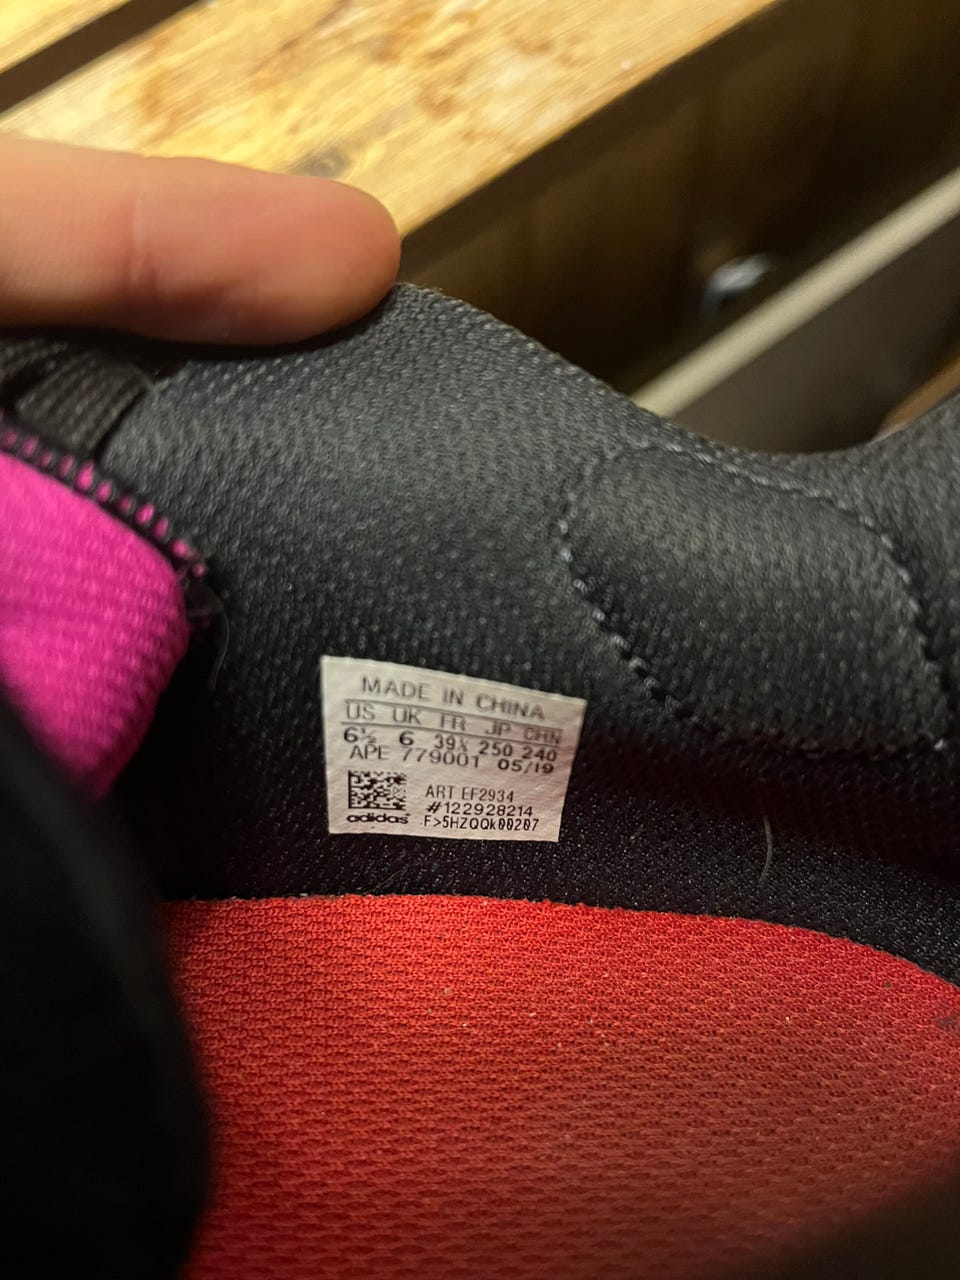 MADE IN CHINA
US UK FR JP CHN
6½ 6 39⅓ 250 240
APE 779001 05/19
ART EF2934
#122928214
adidas F>5HZQQk00207